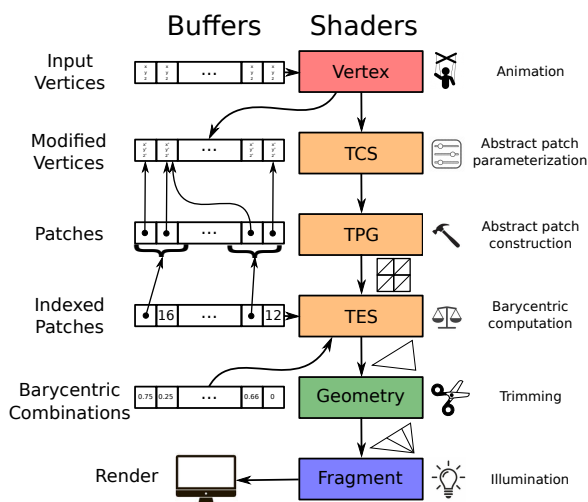 Buffers Shaders
Input
Vertices
x x ... x x
y y y y
z z z z
Vertex
Animation
Modified
Vertices
x' x' ... x' x'
y' y' y' y'
z' z' z' z'
TCS
Abstract patch
parameterization
Patches
...
TPG
Abstract patch
construction
Indexed
Patches
16 ... 12
TES
Barycentric
computation
Barycentric
Combinations
0.75 0.25 ... 0.66 0
Geometry
Trimming
Render
Fragment
Illumination